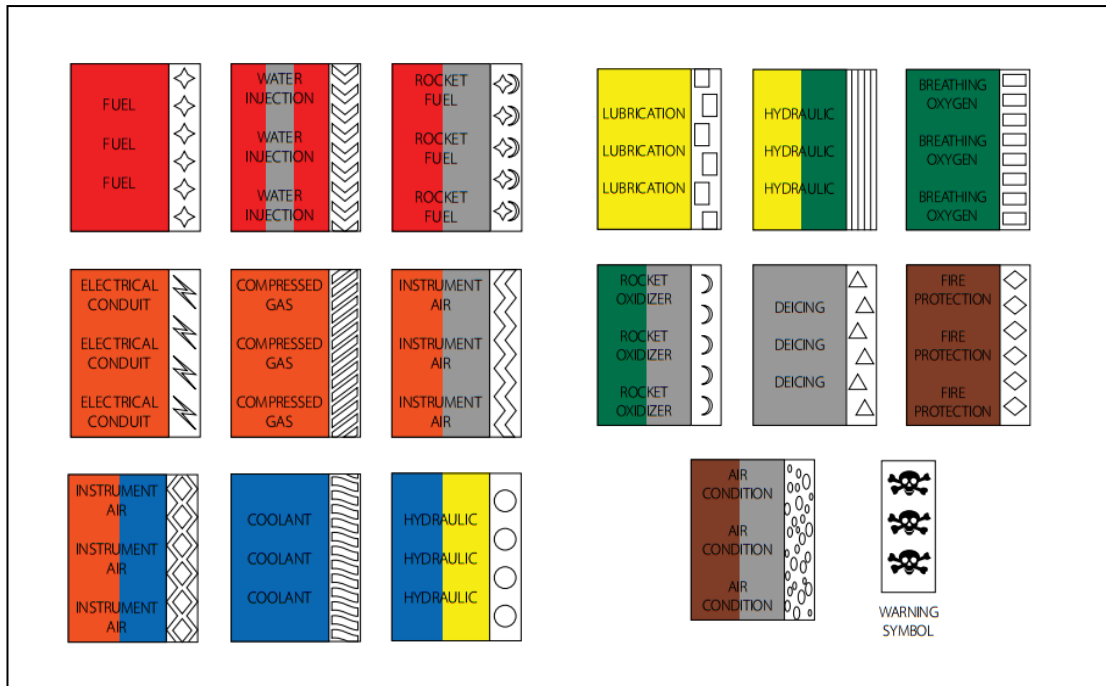 FUEL
FUEL
FUEL
WATER
INJECTION
WATER
INJECTION
WATER
INJECTION
ROCKET
FUEL
ROCKET
FUEL
ROCKET
FUEL
LUBRICATION
LUBRICATION
LUBRICATION
HYDRAULIC
HYDRAULIC
HYDRAULIC
BREATHING
OXYGEN
BREATHING
OXYGEN
BREATHING
OXYGEN
ELECTRICAL
CONDUIT
ELECTRICAL
CONDUIT
ELECTRICAL
CONDUIT
COMPRESSED
GAS
COMPRESSED
GAS
COMPRESSED
GAS
INSTRUMENT
AIR
INSTRUMENT
AIR
INSTRUMENT
AIR
ROCKET
OXIDIZER
ROCKET
OXIDIZER
ROCKET
OXIDIZER
DEICING
DEICING
DEICING
FIRE
PROTECTION
FIRE
PROTECTION
FIRE
PROTECTION
INSTRUMENT
AIR
INSTRUMENT
AIR
INSTRUMENT
AIR
COOLANT
COOLANT
COOLANT
HYDRAULIC
HYDRAULIC
HYDRAULIC
AIR
CONDITION
AIR
CONDITION
AIR
CONDITION
WARNING
SYMBOL